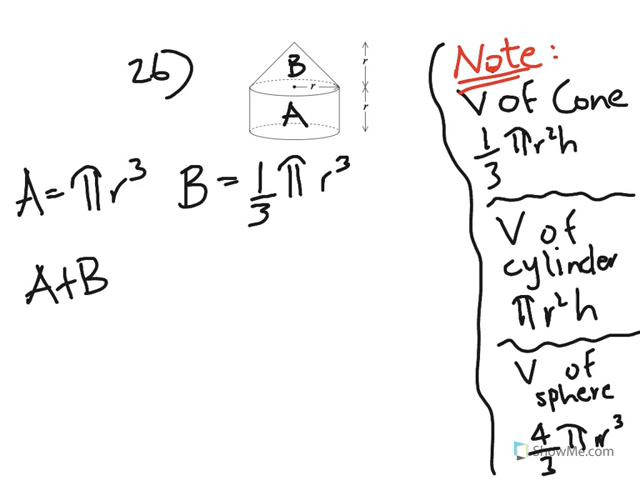 26)
B
r
r
r
A
A = πr³ B = 1/3 πr³
A+B
Note:
V of Cone
1/3 πr²h
V of
cylinder
πr²h
V of
sphere
4/3 πr³
ShowMe.com